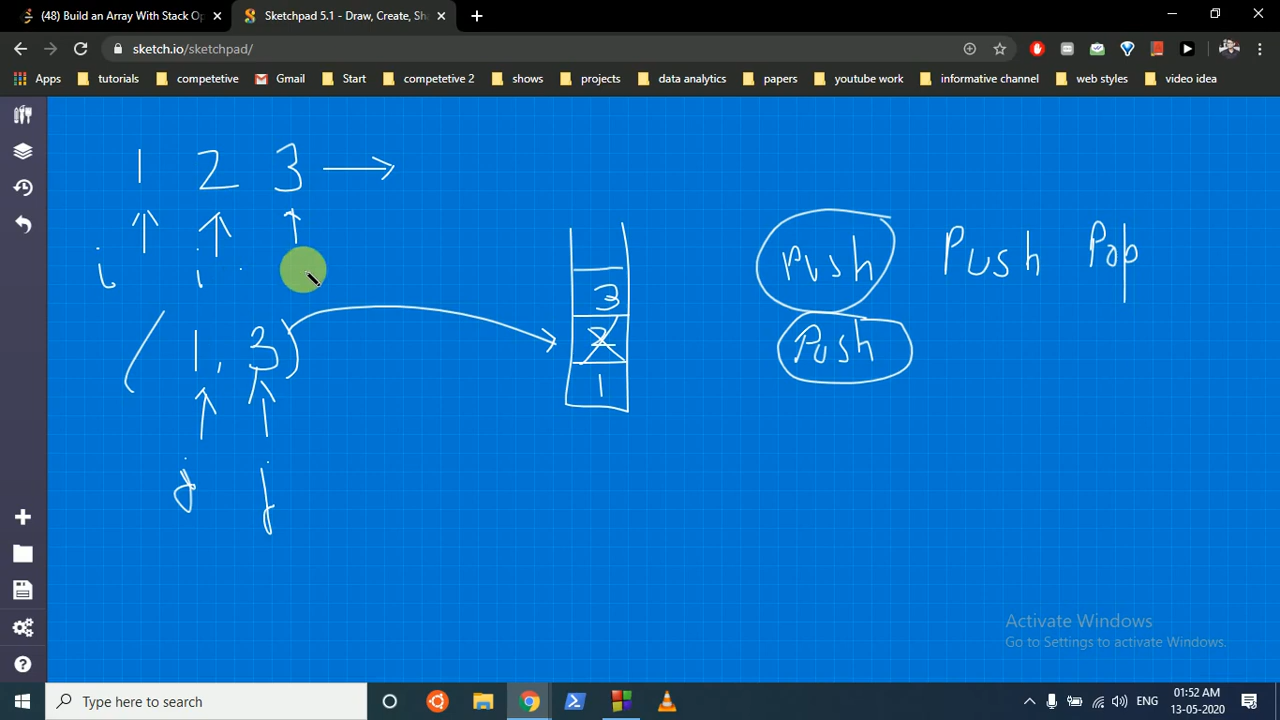 (48) Build an Array With Stack Op
Sketchpad 5.1 - Draw, Create, Sha
sketch.io/sketchpad/
Apps tutorials competetive Gmail Start competetive 2 shows projects data analytics papers youtube work informative channel web styles video idea
1 2 3 →
i i
Push Push Pop
(1, 3)
3
2
1
Push
j j
Activate Windows
Go to Settings to activate Windows.
Type here to search
ENG
01:52 AM
13-05-2020